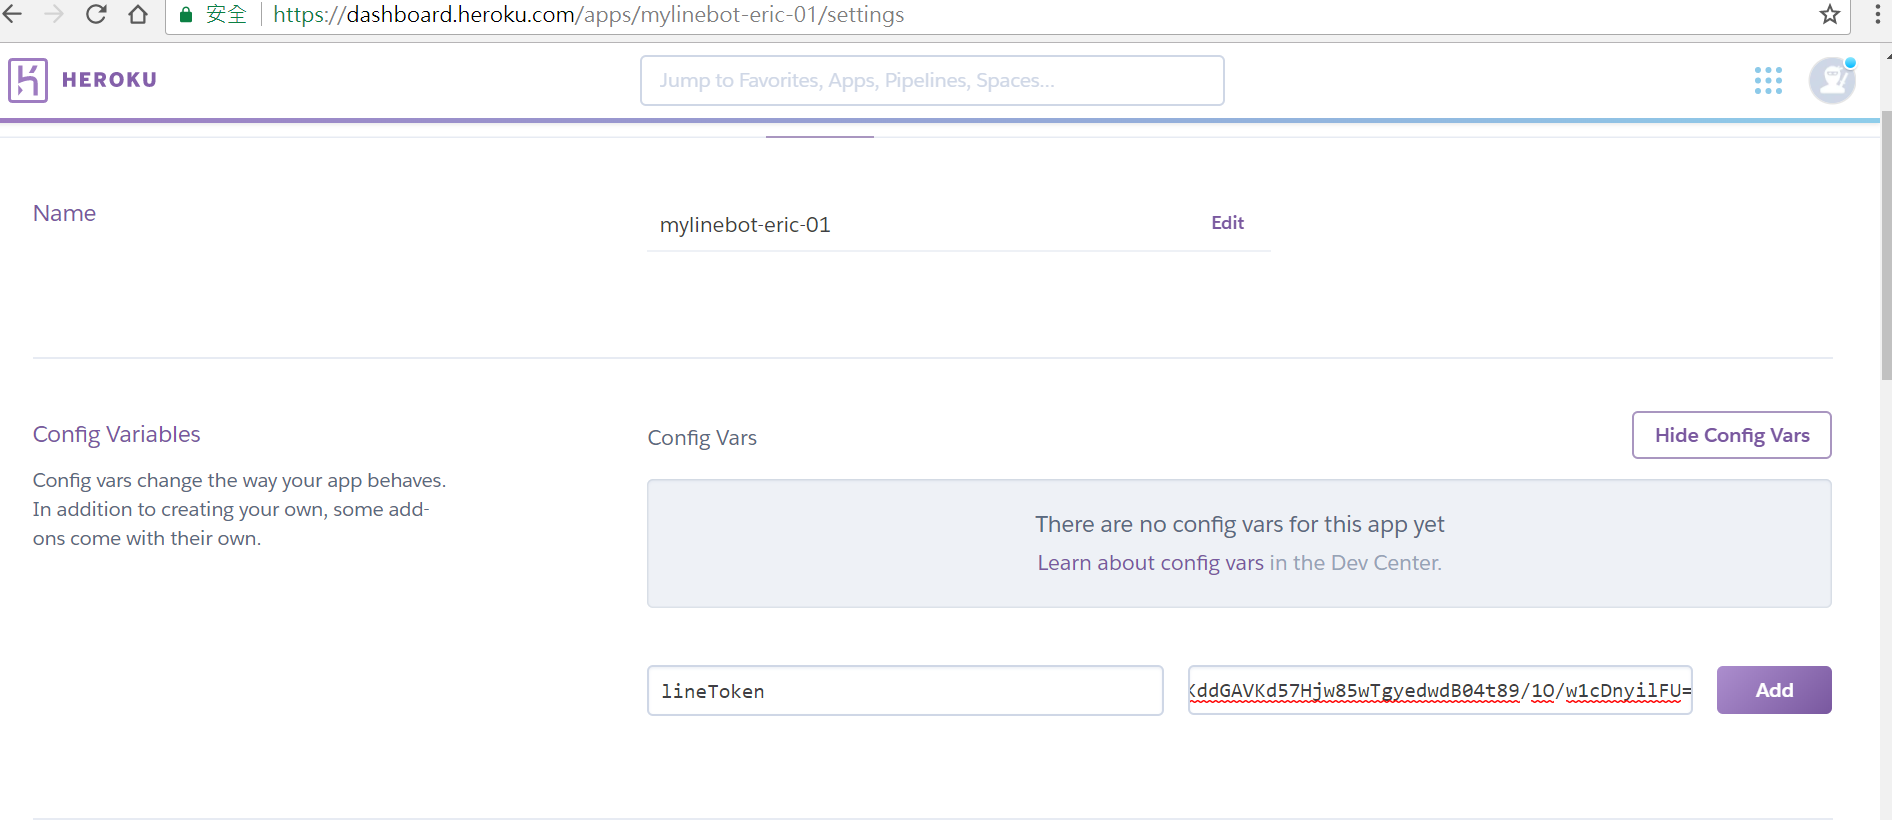 安全 https://dashboard.heroku.com/apps/mylinebot-eric-01/settings
HEROKU
Jump to Favorites, Apps, Pipelines, Spaces...
Name
mylinebot-eric-01
Edit
Config Variables
Config vars change the way your app behaves.
In addition to creating your own, some add-
ons come with their own.
Config Vars
Hide Config Vars
There are no config vars for this app yet
Learn about config vars in the Dev Center.
lineToken
KddGAVKd57Hjw85wTgyedwdB04t89/1O/w1cDnyilFU=
Add